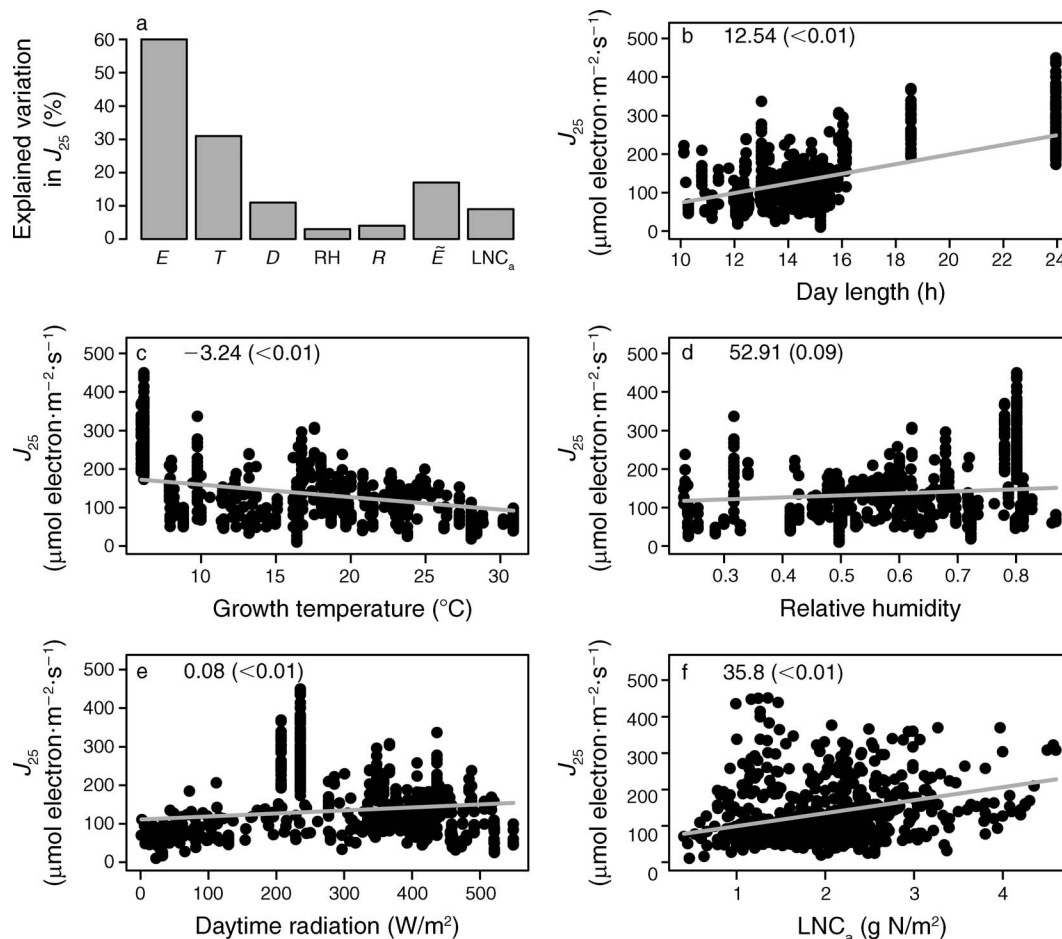 a
Explained variation
in J₂₅ (%)
60
50
40
30
20
10
0
E T D RH R Ẽ LNCₐ
b 12.54 (<0.01)
J₂₅
(μmol electron·m⁻²·s⁻¹)
500
400
300
200
100
0
10 12 14 16 18 20 22 24
Day length (h)
c −3.24 (<0.01)
J₂₅
(μmol electron·m⁻²·s⁻¹)
500
400
300
200
100
0
10 15 20 25 30
Growth temperature (°C)
d 52.91 (0.09)
J₂₅
(μmol electron·m⁻²·s⁻¹)
500
400
300
200
100
0
0.3 0.4 0.5 0.6 0.7 0.8
Relative humidity
e 0.08 (<0.01)
J₂₅
(μmol electron·m⁻²·s⁻¹)
500
400
300
200
100
0
0 100 200 300 400 500
Daytime radiation (W/m²)
f 35.8 (<0.01)
J₂₅
(μmol electron·m⁻²·s⁻¹)
500
400
300
200
100
0
1 2 3 4
LNCₐ (g N/m²)